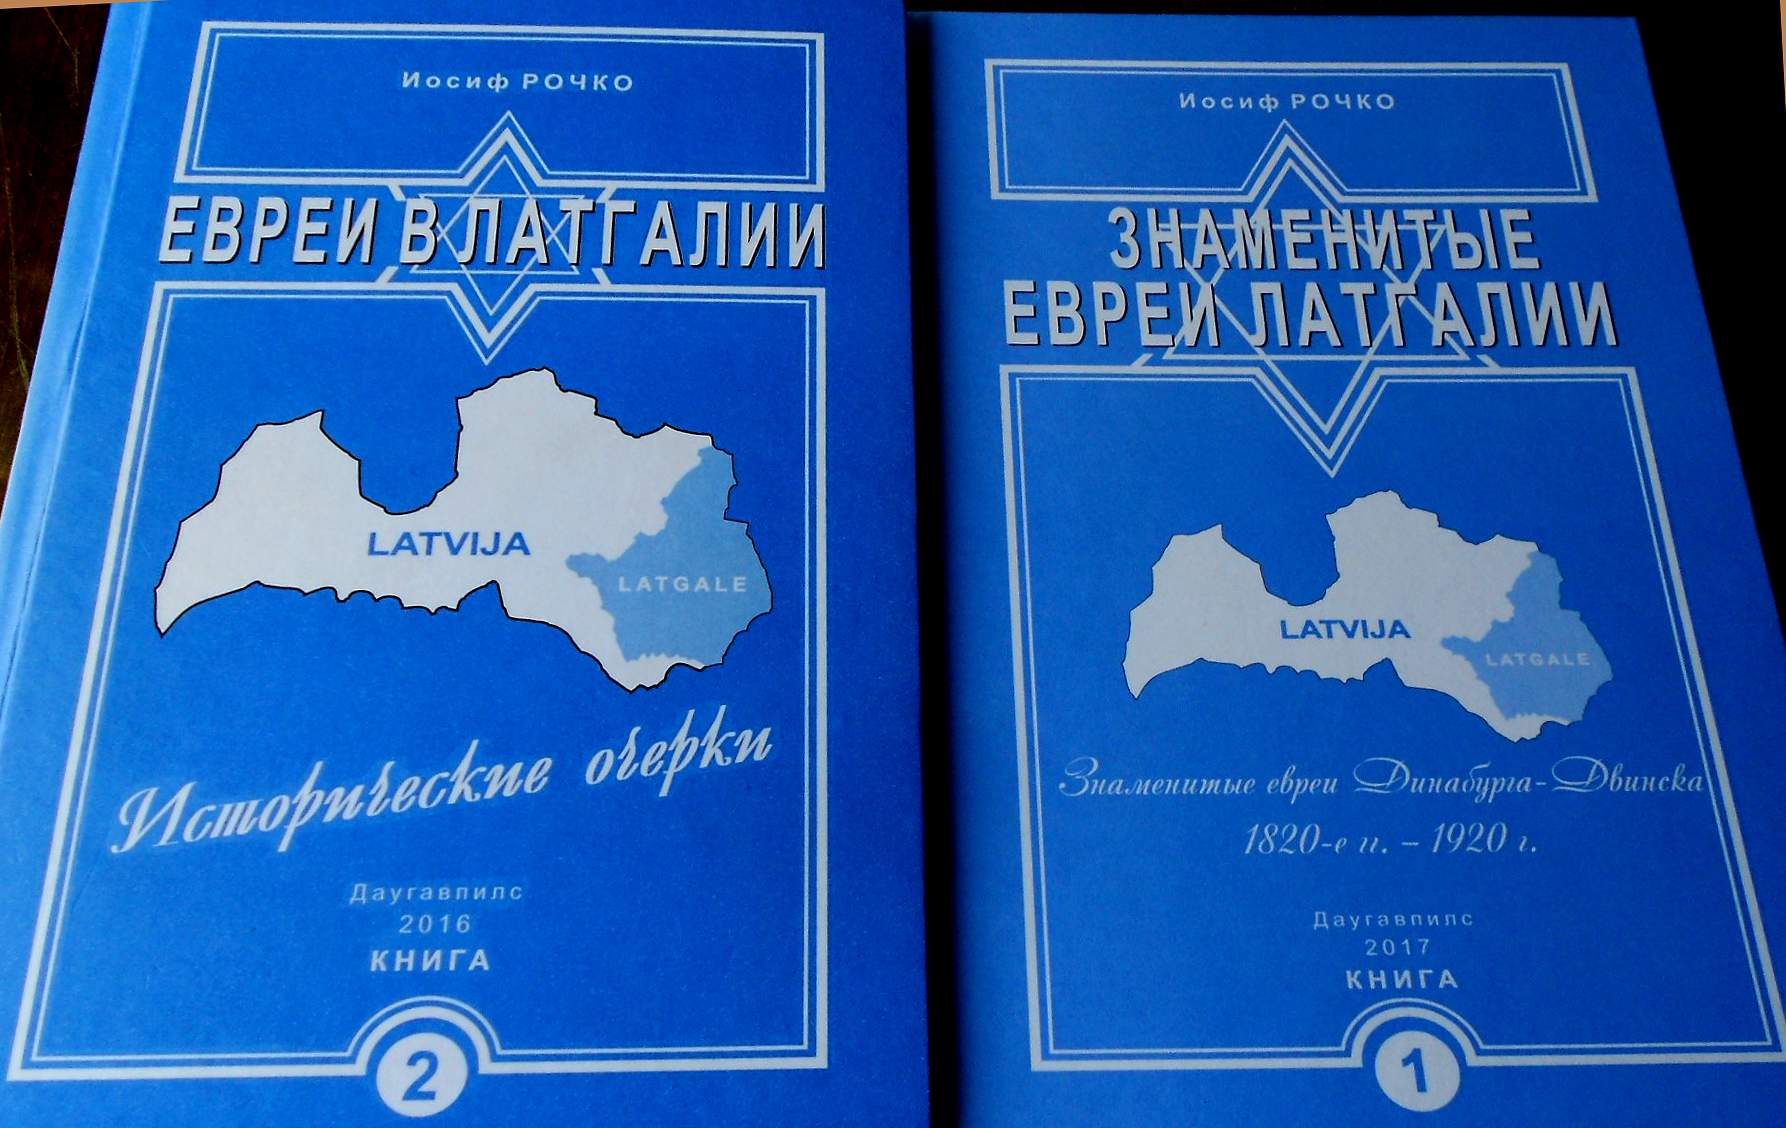 Иосиф РОЧКО
ЕВРЕИ В ЛАТГАЛИИ
LATVIJA
LATGALE
Исторические очерки
Даугавпилс
2016
КНИГА
2
Иосиф РОЧКО
ЗНАМЕНИТЫЕ
ЕВРЕИ ЛАТГАЛИИ
LATVIJA
LATGALE
Знаменитые евреи Динабурга-Двинска
1820-е гг. – 1920 г.
Даугавпилс
2017
КНИГА
1